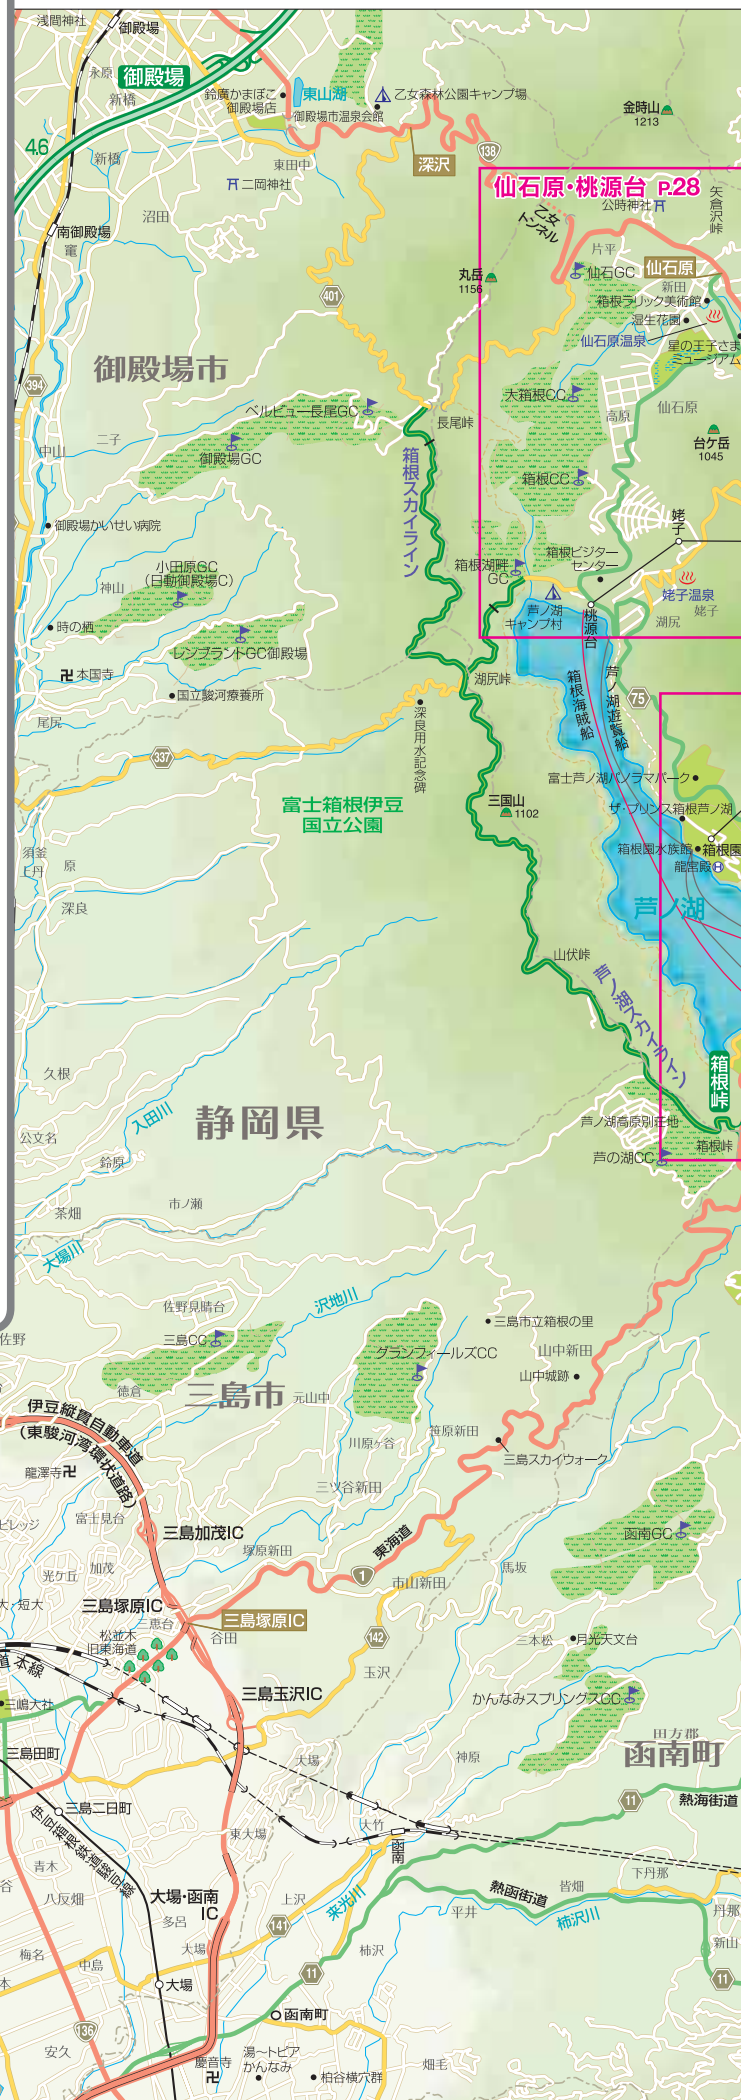 浅間神社
御殿場
永原
御殿場
新橋
4.6
鈴廣かまぼこ
御殿場店
東山湖
乙女森林公園キャンプ場
御殿場市温泉会館
金時山
1213
新橋
東田中
深沢
138
二岡神社
仙石原・桃源台 P.28
公時神社
矢倉沢峠
沼田
乙女
トンネル
南御殿場
竈
片平
仙石原
丸岳
1156
仙石GC
新田
箱根ラリック美術館
401
湿生花園
仙石原温泉
星の王子さま
ミュージアム
御殿場市
394
大箱根CC
ベルビュー長尾GC
高原
仙石原
長尾峠
台ケ岳
1045
二子
中山
御殿場GC
箱根スカイライン
箱根CC
姥子
御殿場かいせい病院
箱根ビジター
センター
小田原GC
(日動御殿場C)
神山
箱根湖畔
GC
姥子温泉
芦ノ湖
キャンプ村
桃源台
姥子
湖尻
時の栖
レンブラントGC御殿場
本国寺
湖尻峠
国立駿河療養所
箱根海賊船
芦ノ湖遊覧船
75
尾尻
深良用水記念碑
337
富士芦ノ湖パノラマパーク
富士箱根伊豆
国立公園
三国山
1102
ザ・プリンス箱根芦ノ湖
須釜
上丹
原
箱根園水族館
箱根園
龍宮殿
深良
芦ノ湖
山伏峠
芦ノ湖スカイライン
久根
箱根峠
入田川
静岡県
公文名
芦ノ湖高原別荘地
箱根峠
鈴原
芦の湖CC
市ノ瀬
茶畑
大場川
沢地川
佐野見晴台
三島市立箱根の里
佐野
三島CC
グランフィールズCC
山中新田
徳倉
三島市
元山中
山中城跡
伊豆縦貫自動車道
(東駿河湾環状道路)
笹原新田
川原ヶ谷
三島スカイウォーク
龍澤寺
三ツ谷新田
富士見台
ビレッジ
三島加茂IC
函南GC
東海道
塚原新田
加茂
光ケ丘
1
馬坂
市山新田
大・短大
三島塚原IC
三恵台
三島塚原IC
松並木
旧東海道
谷田
142
三本松
月光天文台
道本線
玉沢
三島玉沢IC
かんなみスプリングスCC
三嶋大社
田方郡
函南町
三島田町
大場
神原
11
熱海街道
三島二日町
伊豆箱根鉄道駿豆線
東大場
大竹
函南
青木
下丹那
谷
八反畑
大場・函南
IC
上沢
来光川
熱函街道
皆畑
多呂
平井
柿沢川
丹那
141
梅名
大場
柿沢
新山
中島
11
11
本
大場
136
函南町
安久
慶音寺
湯〜トピア
かんなみ
柏谷横穴群
畑毛